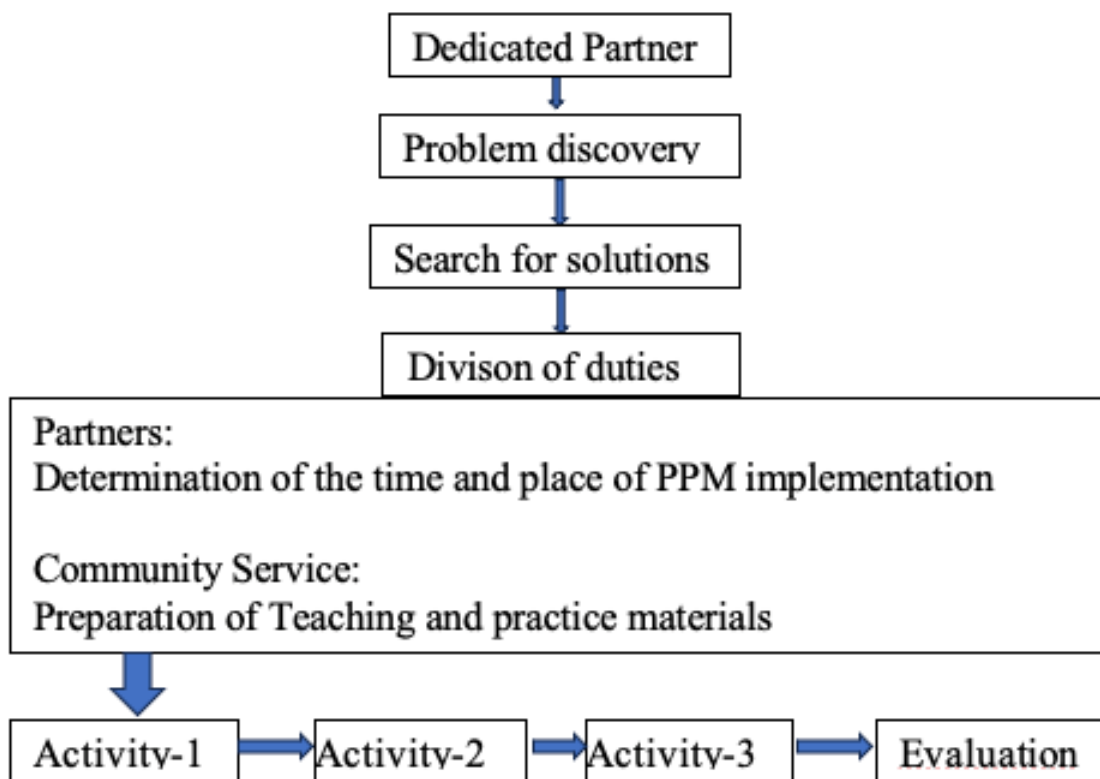 Dedicated Partner
Problem discovery
Search for solutions
Divison of duties
Partners:
Determination of the time and place of PPM implementation
Community Service:
Preparation of Teaching and practice materials
Activity-1
Activity-2
Activity-3
Evaluation